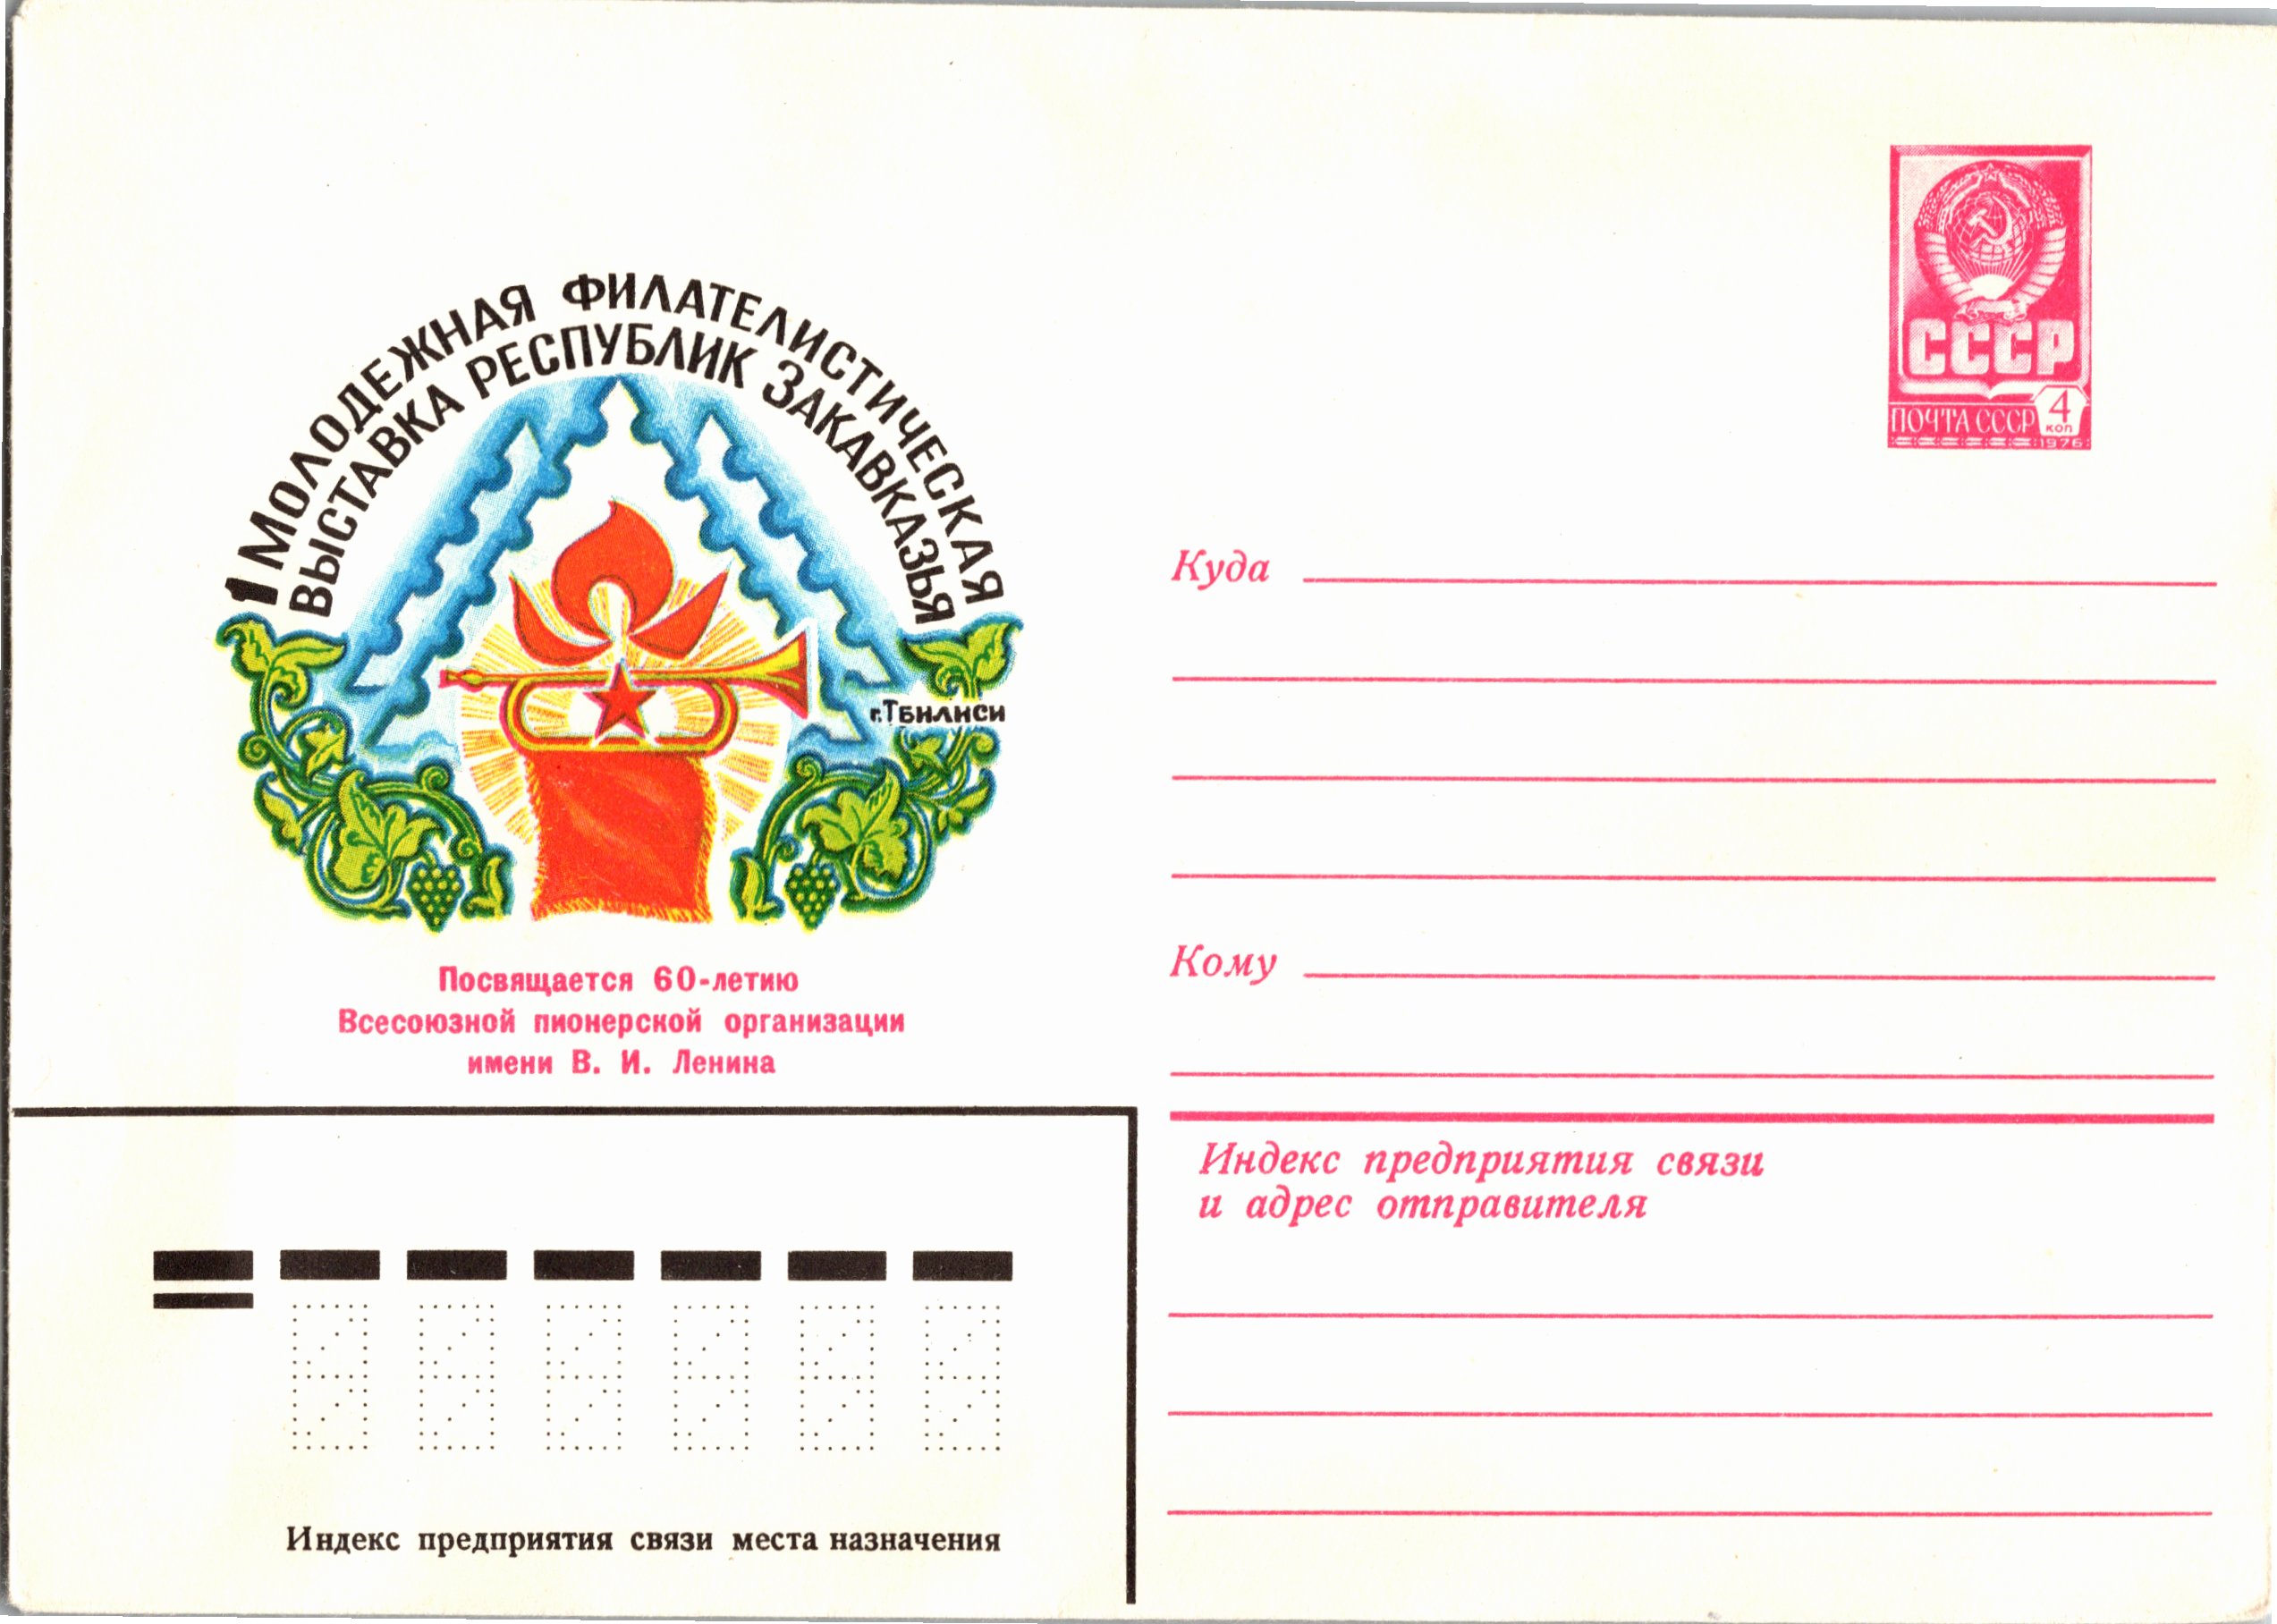 1 МОЛОДЕЖНАЯ ФИЛАТЕЛИСТИЧЕСКАЯ
ВЫСТАВКА РЕСПУБЛИК ЗАКАВКАЗЬЯ
г.ТБИЛИСИ
Посвящается 60-летию
Всесоюзной пионерской организации
имени В. И. Ленина
СССР
ПОЧТА СССР
4
коп
1976
Куда
Кому
Индекс предприятия связи
и адрес отправителя
Индекс предприятия связи места назначения